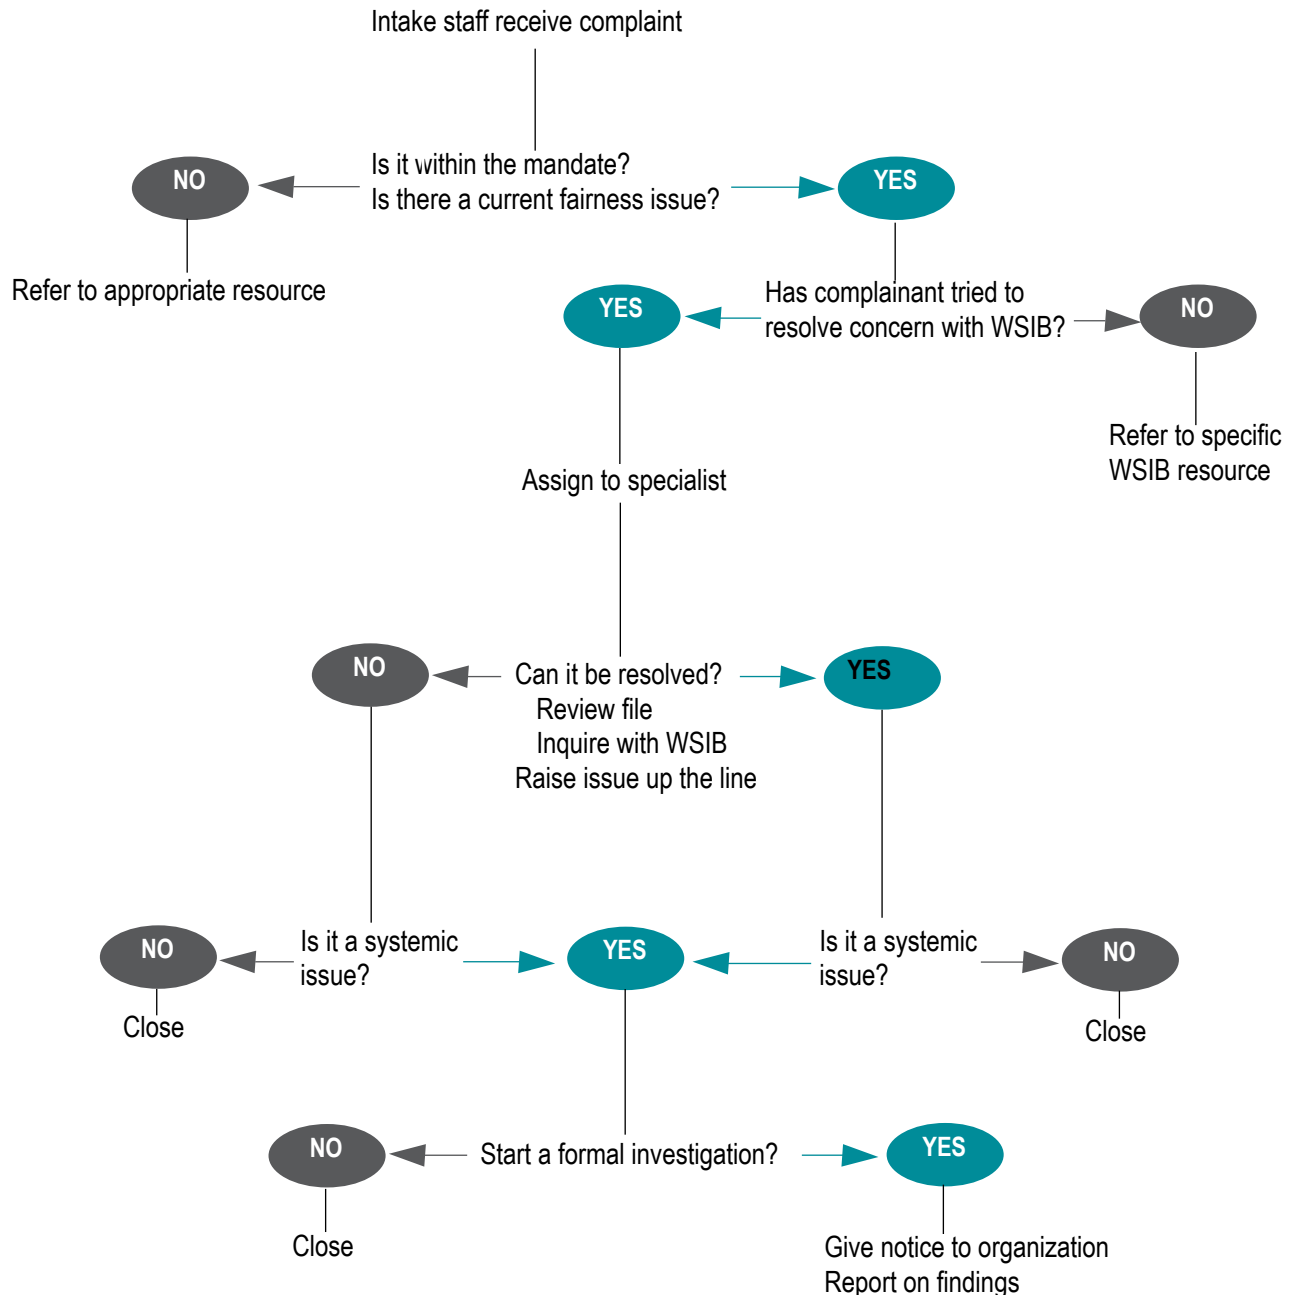 Intake staff receive complaint
Is it within the mandate?
Is there a current fairness issue?
NO
YES
Refer to appropriate resource
Has complainant tried to
resolve concern with WSIB?
YES
NO
Refer to specific
WSIB resource
Assign to specialist
Can it be resolved?
Review file
Inquire with WSIB
Raise issue up the line
NO
YES
Is it a systemic
issue?
NO
YES
Is it a systemic
issue?
NO
Close
Close
Start a formal investigation?
NO
YES
Close
Give notice to organization
Report on findings